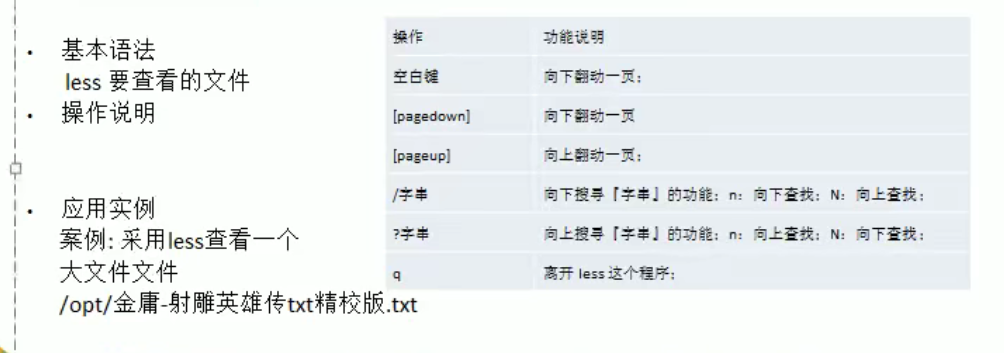 • 基本语法
less 要查看的文件
• 操作说明
• 应用实例
案例: 采用less查看一个
大文件文件
/opt/金庸-射雕英雄传txt精校版.txt
操作 功能说明
空白键 向下翻动一页；
[pagedown] 向下翻动一页
[pageup] 向上翻动一页；
/字串 向下搜寻『字串』的功能；n：向下查找；N：向上查找；
?字串 向上搜寻『字串』的功能；n：向上查找；N：向下查找；
q 离开 less 这个程序；